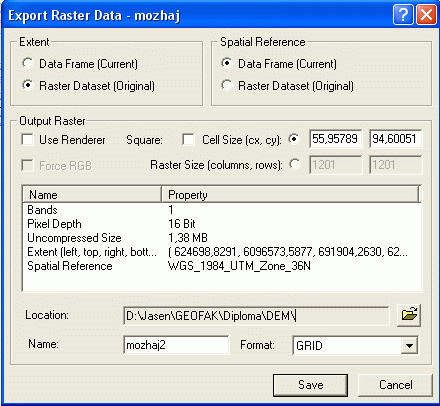 Export Raster Data - mozhaj
Extent
Data Frame (Current)
Raster Dataset (Original)
Spatial Reference
Data Frame (Current)
Raster Dataset (Original)
Output Raster
Use Renderer Square: Cell Size (cx, cy): 55,95789 94,60051
Force RGB Raster Size (columns, rows): 1201 1201
Name Property
Bands 1
Pixel Depth 16 Bit
Uncompressed Size 1,38 MB
Extent (left, top, right, bott... ( 624698,8291, 6096573,5877, 691904,2630, 62...
Spatial Reference WGS_1984_UTM_Zone_36N
Location: D:\Jasen\GEOFAK\Diploma\DEM\
Name: mozhaj2 Format: GRID
Save Cancel